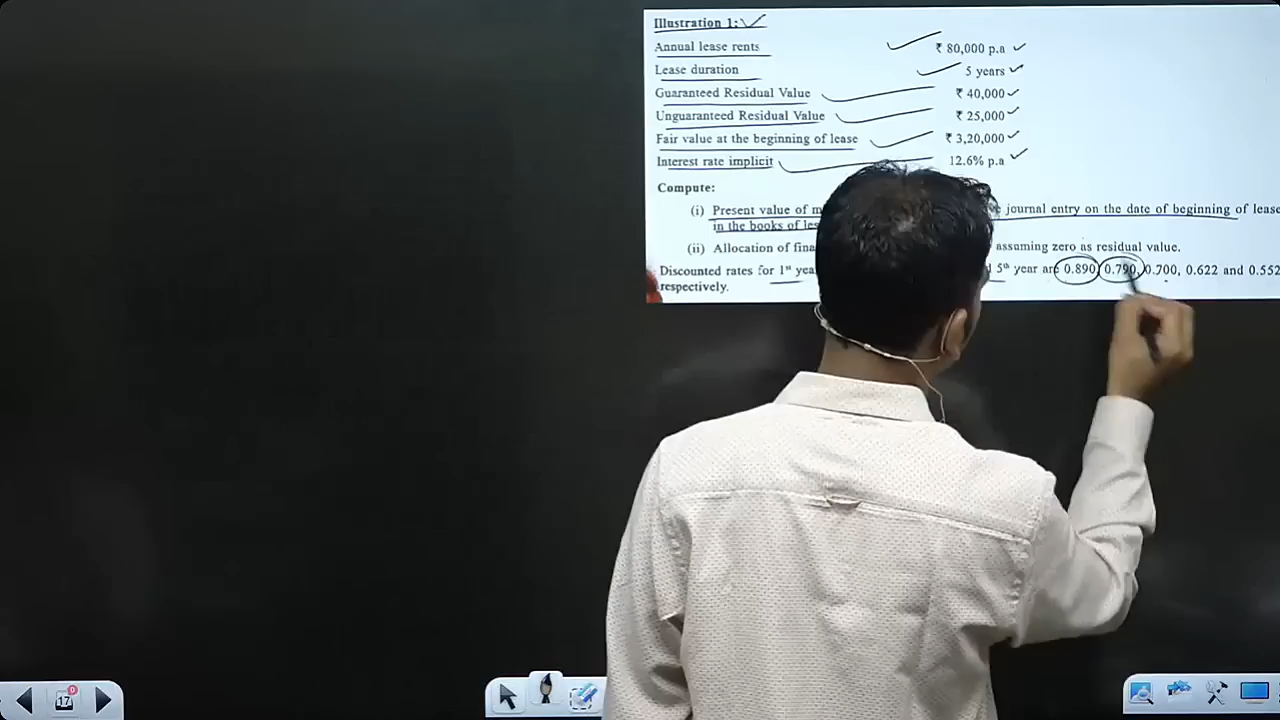 Illustration 1:
Annual lease rents ₹ 80,000 p.a
Lease duration 5 years
Guaranteed Residual Value ₹ 40,000
Unguaranteed Residual Value ₹ 25,000
Fair value at the beginning of lease ₹ 3,20,000
Interest rate implicit 12.6% p.a
Compute:
(i) Present value of journal entry on the date of beginning of lease
in the books of
(ii) Allocation of assuming zero as residual value.
Discounted rates for 1st 5th year are 0.890, 0.790, 0.700, 0.622 and 0.552
respectively.
17